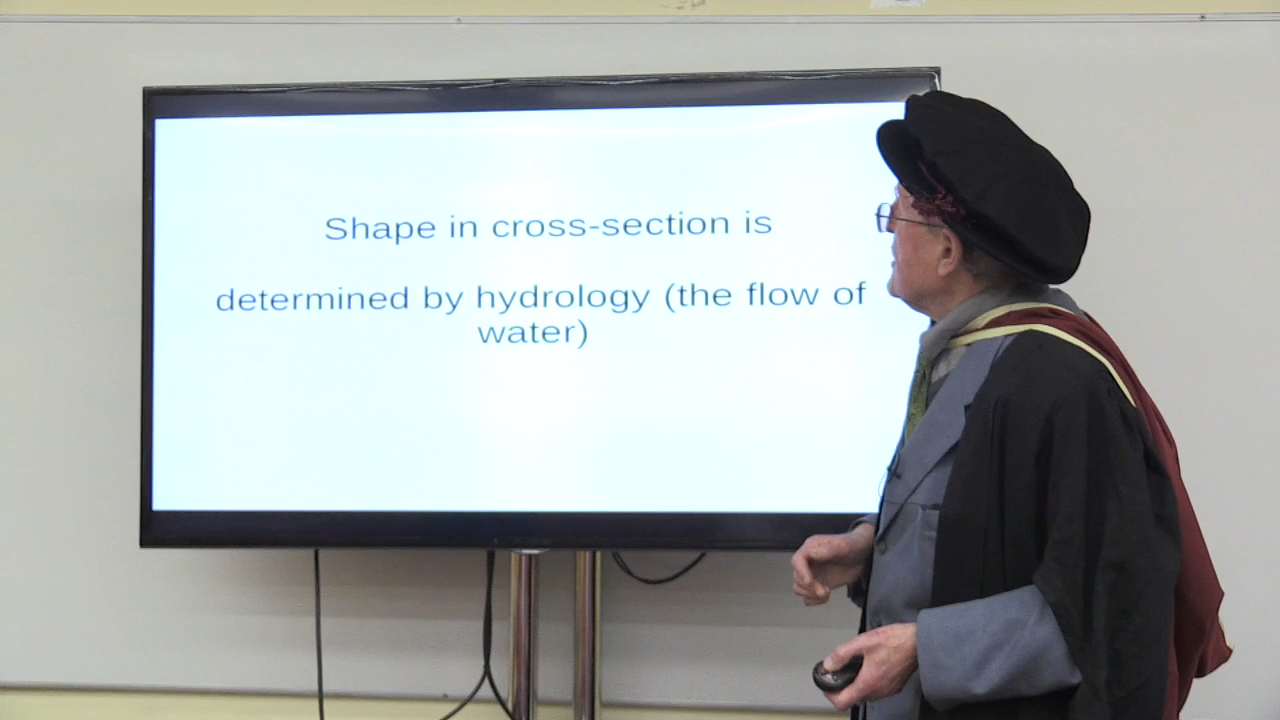 Shape in cross-section is
determined by hydrology (the flow of
water)